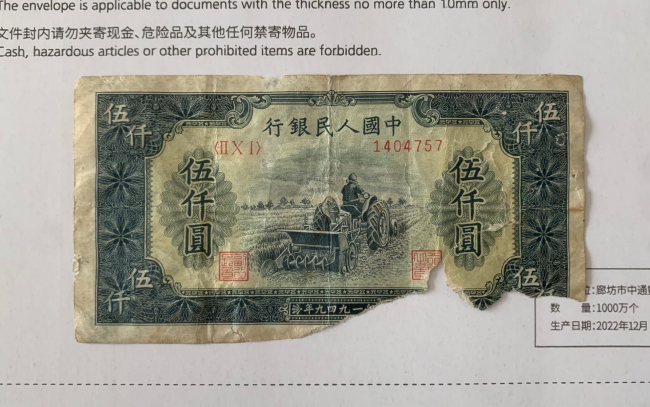 The envelope is applicable to documents with the thickness no more than 10mm only.
文件封内请勿夹寄现金、危险品及其他任何禁寄物品。
Cash, hazardous articles or other prohibited items are forbidden.
伍仟
伍仟
行銀民人國中
〈ⅡⅩⅠ〉
1404757
伍仟圓
伍仟圓
伍仟
伍仟
年九四九一
位:廊坊市中通
数 量:1000万个
生产日期:2022年12月